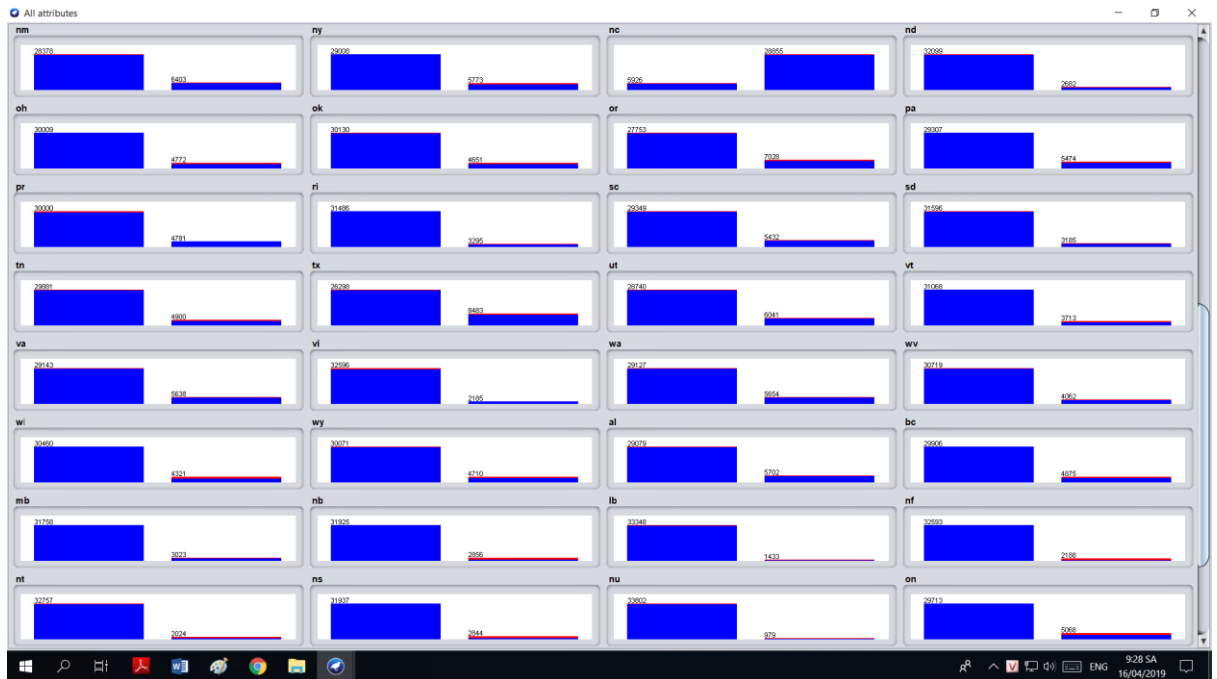 All attributes
nm ny nc nd
28378 6403 29008 5773 5926 28855 32099 2682
oh ok or pa
30009 4772 30130 4651 27753 7028 29307 5474
pr ri sc sd
30000 4781 31486 3295 29349 5432 31596 3185
tn tx ut vt
29881 4900 26298 8483 28740 6041 31068 3713
va vi wa wv
29143 5638 32596 2185 29127 5654 30719 4062
wi wy al bc
30460 4321 30071 4710 29079 5702 29906 4875
mb nb lb nf
31758 3023 31925 2856 33348 1433 32593 2188
nt ns nu on
32757 2024 31937 2844 33802 979 29713 5068
ENG 9:28 SA
16/04/2019